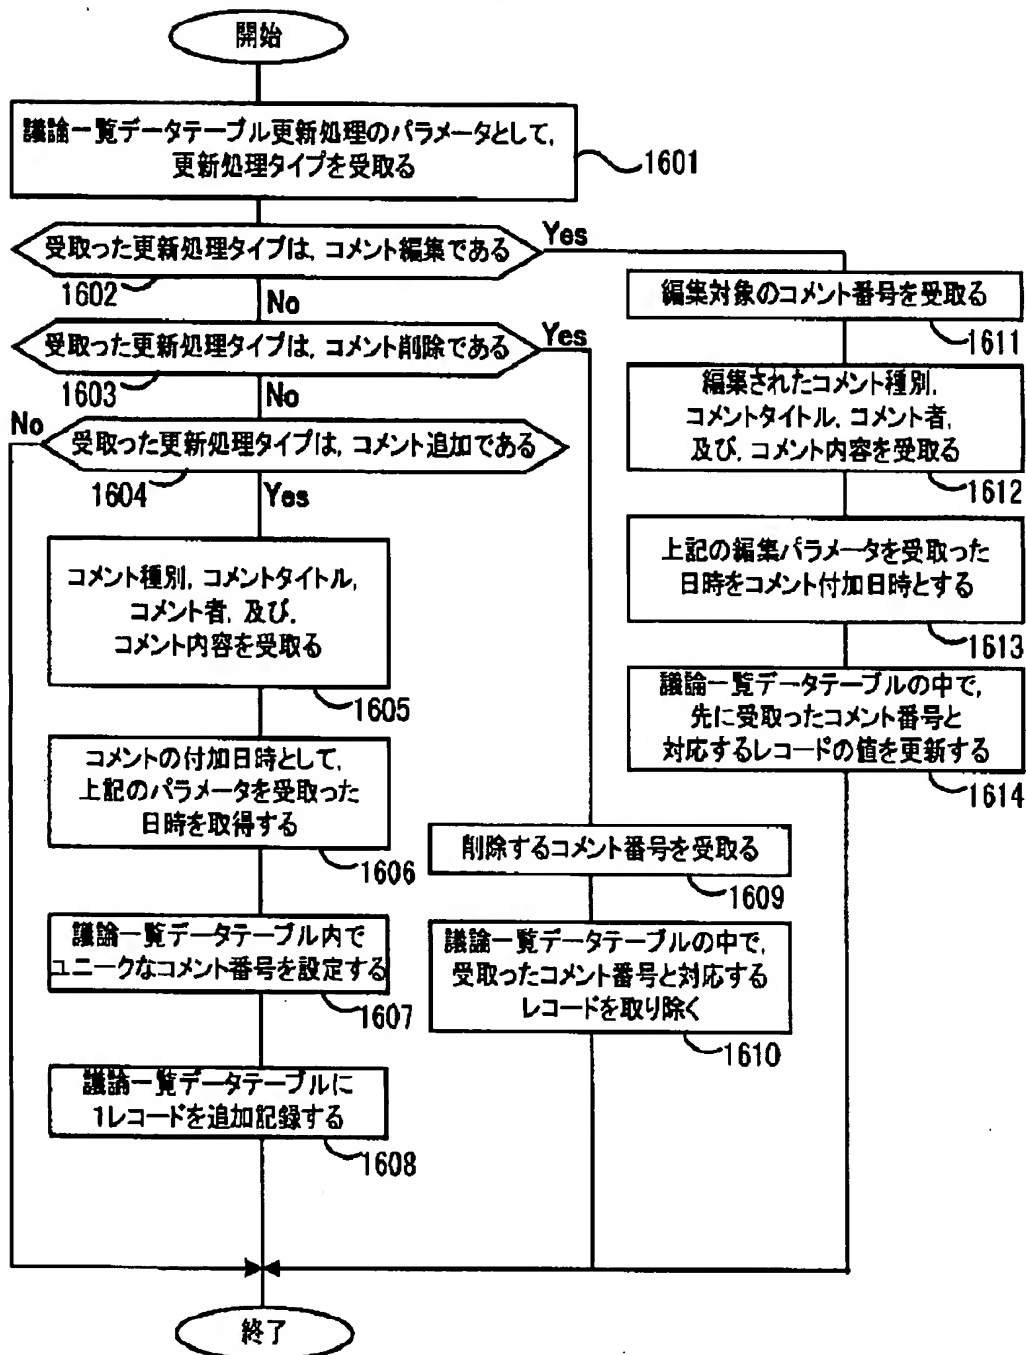 開始
議論一覧データテーブル更新処理のパラメータとして,
更新処理タイプを受取る
1601
受取った更新処理タイプは, コメント編集である
Yes
1602
No
受取った更新処理タイプは, コメント削除である
Yes
1603
No
No
受取った更新処理タイプは, コメント追加である
1604
Yes
コメント種別, コメントタイトル,
コメント者, 及び,
コメント内容を受取る
1605
コメントの付加日時として,
上記のパラメータを受取った
日時を取得する
1606
議論一覧データテーブル内で
ユニークなコメント番号を設定する
1607
議論一覧データテーブルに
1レコードを追加記録する
1608
削除するコメント番号を受取る
1609
議論一覧データテーブルの中で,
受取ったコメント番号と対応する
レコードを取り除く
1610
編集対象のコメント番号を受取る
1611
編集されたコメント種別,
コメントタイトル, コメント者,
及び, コメント内容を受取る
1612
上記の編集パラメータを受取った
日時をコメント付加日時とする
1613
議論一覧データテーブルの中で,
先に受取ったコメント番号と
対応するレコードの値を更新する
1614
終了